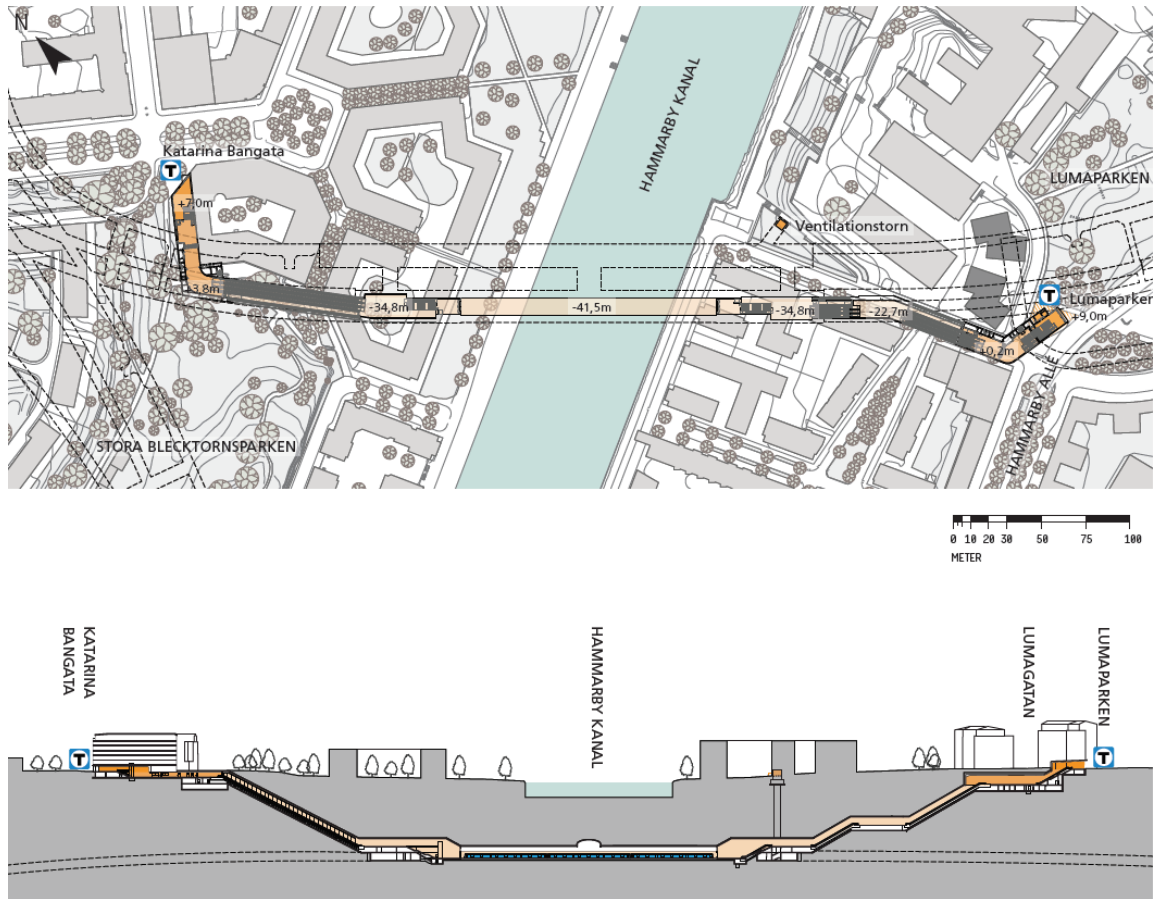 N
Katarina Bangata
T
+7,0m
-3,8m
-34,8m
-41,5m
-34,8m
-22,7m
+0,2m
+9,0m
HAMMARBY KANAL
LUMAPARKEN
Ventilationstorn
T
Lumaparken
HAMMARBY ALLÉ
STORA BLECKTORNSPARKEN
0 10 20 30 50 75 100
METER
KATARINA
BANGATA
HAMMARBY KANAL
LUMAGATAN
LUMAPARKEN
T
T